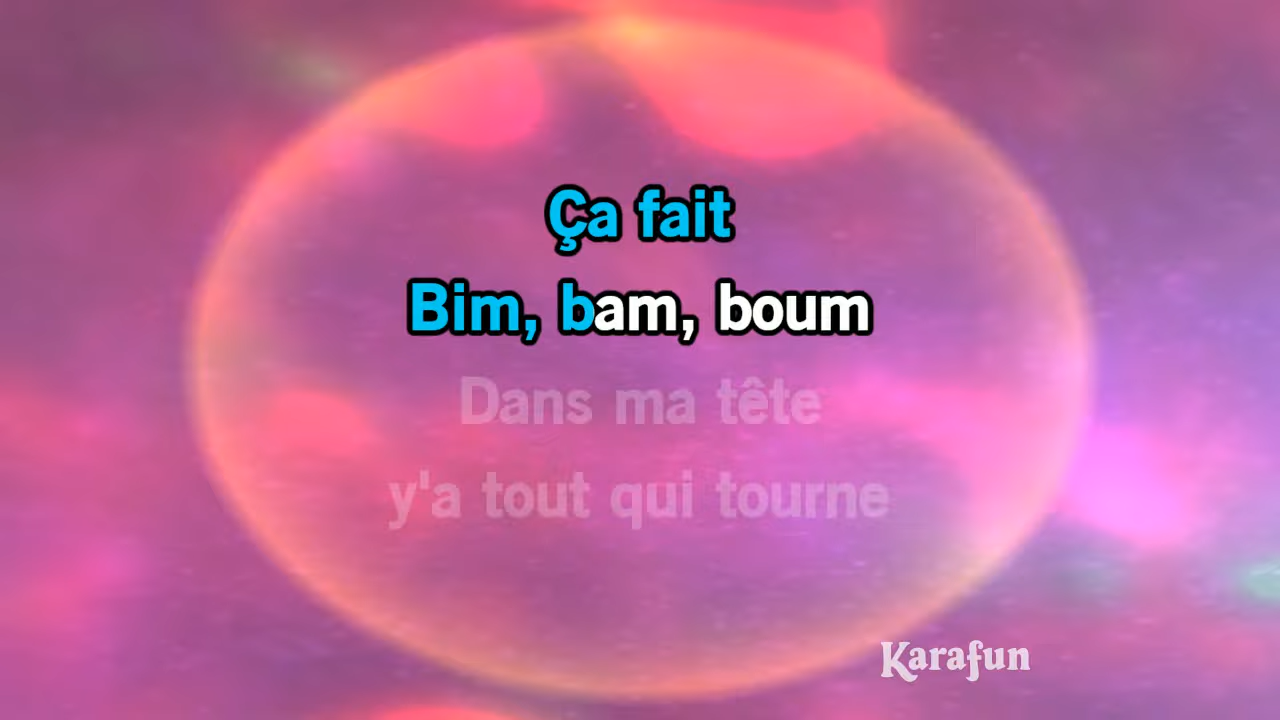 Ça fait
Bim, bam, boum
Dans ma tête
y'a tout qui tourne
Karafun